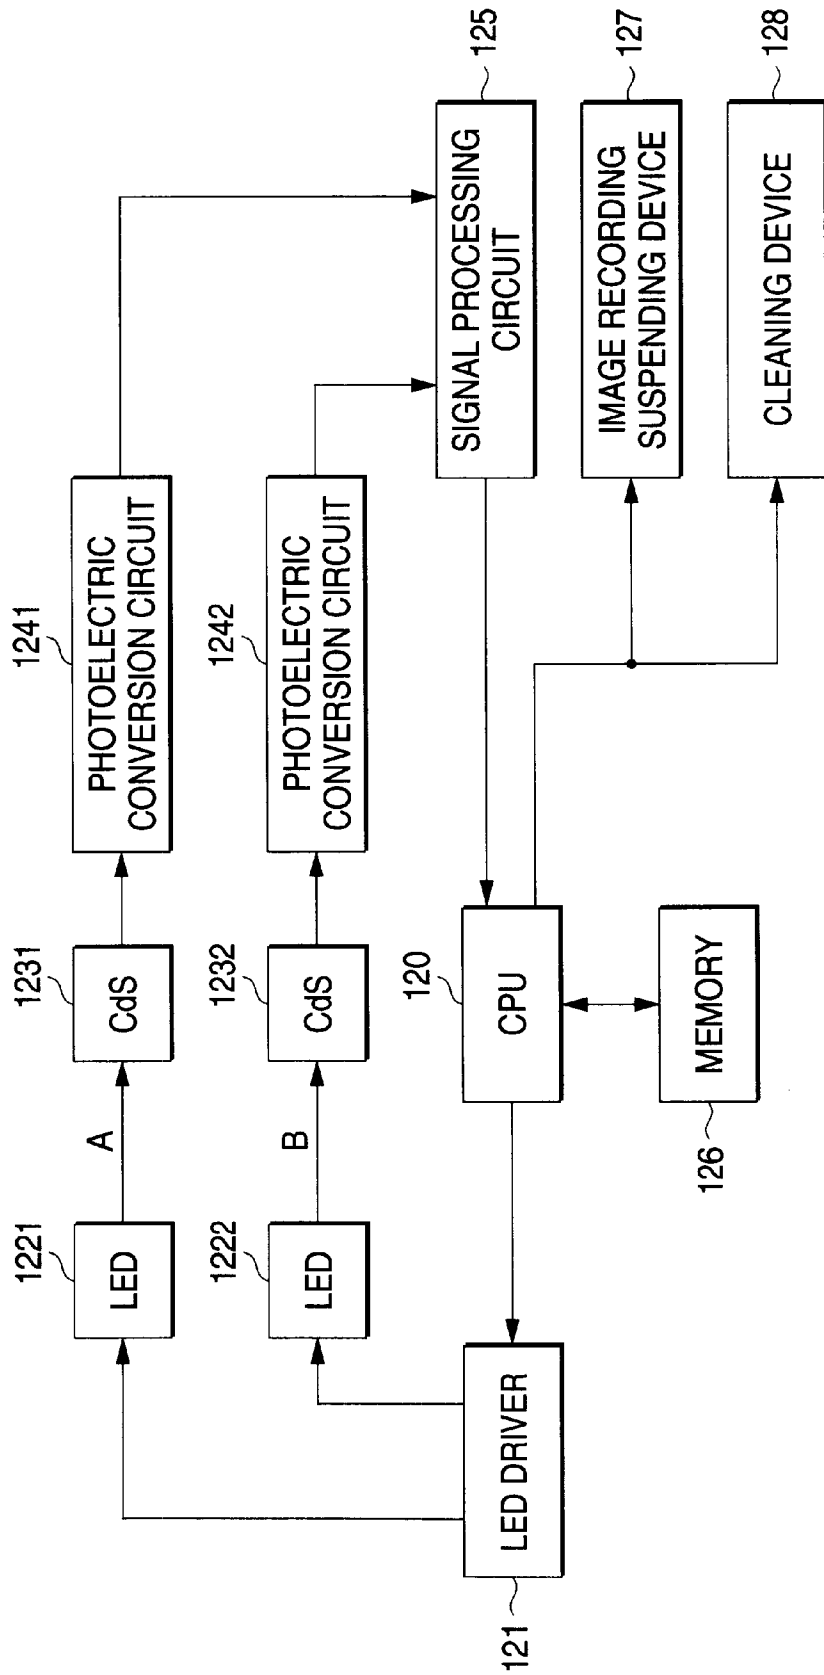 1241
PHOTOELECTRIC
CONVERSION CIRCUIT
1231
CdS
A
1221
LED
1242
PHOTOELECTRIC
CONVERSION CIRCUIT
1232
CdS
B
1222
LED
125
SIGNAL PROCESSING
CIRCUIT
120
CPU
LED DRIVER
121
MEMORY
126
127
IMAGE RECORDING
SUSPENDING DEVICE
128
CLEANING DEVICE